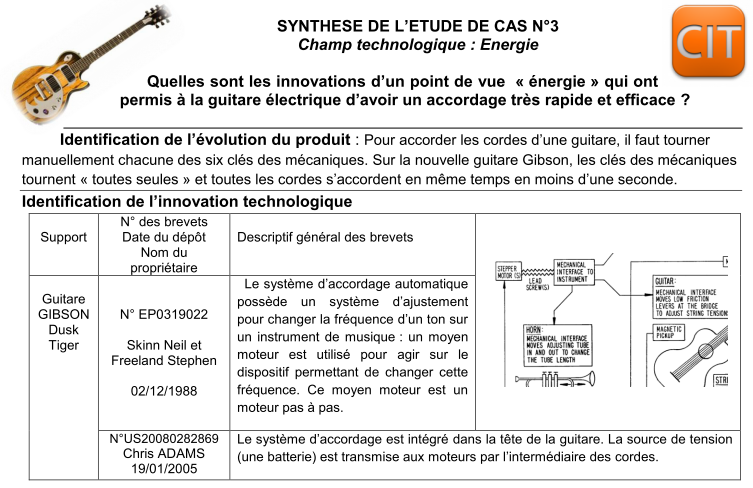 SYNTHESE DE L'ETUDE DE CAS N°3
Champ technologique : Energie
CIT
Quelles sont les innovations d'un point de vue « énergie » qui ont
permis à la guitare électrique d'avoir un accordage très rapide et efficace ?
Identification de l'évolution du produit : Pour accorder les cordes d'une guitare, il faut tourner
manuellement chacune des six clés des mécaniques. Sur la nouvelle guitare Gibson, les clés des mécaniques
tournent « toutes seules » et toutes les cordes s'accordent en même temps en moins d'une seconde.
Identification de l'innovation technologique
Support
N° des brevets
Date du dépôt
Nom du
propriétaire
Descriptif général des brevets
Guitare
GIBSON
Dusk
Tiger
N° EP0319022
Skinn Neil et
Freeland Stephen
02/12/1988
Le système d'accordage automatique
possède un système d'ajustement
pour changer la fréquence d'un ton sur
un instrument de musique : un moyen
moteur est utilisé pour agir sur le
dispositif permettant de changer cette
fréquence. Ce moyen moteur est un
moteur pas à pas.
STEPPER
MOTOR (S)
LEAD
SCREW(S)
MECHANICAL
INTERFACE TO
INSTRUMENT
HORN:
MECHANICAL INTERFACE
MOVES ADJUSTING TUBE
IN AND OUT TO CHANGE
THE TUBE LENGTH
GUITAR:
MECHANICAL INTERFACE
MOVES LOW FRICTION
LEVERS AT THE BRIDGE
TO ADJUST STRING TENSION
MAGNETIC
PICKUP
STRI
N°US20080282869
Chris ADAMS
19/01/2005
Le système d'accordage est intégré dans la tête de la guitare. La source de tension
(une batterie) est transmise aux moteurs par l'intermédiaire des cordes.